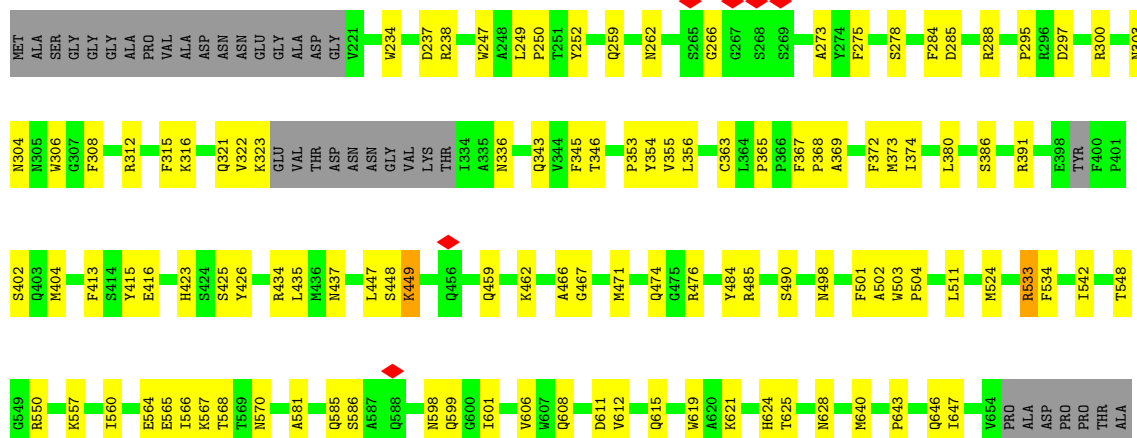 MET ALA SER GLY GLY GLY ALA PRO VAL ALA ASP ASN ASN GLU GLY ALA ALA ASP GLY V221 W234 D237 R238 W247 A248 L249 P250 T251 Y252 Q259 N262 S265 G266 G267 S268 S269 A273 Y274 F275 S278 F284 D285 R288 P295 R296 D297 R300 N303
N304 N305 W306 G307 F308 R312 F315 K316 Q321 V322 K323 GLU VAL THR ASP ASN ASN GLY VAL LYS THR I334 A335 N336 Q343 V344 F345 T346 P353 Y354 V355 L356 C363 L364 P365 P366 F367 P368 A369 F372 M373 I374 L380 S386 R391 E398 TYR F400 P401
S402 Q403 M404 F413 S414 Y415 E416 H423 S424 S425 Y426 R434 L435 M436 N437 L447 S448 K449 Q456 Q459 K462 A466 G467 M471 Q474 G475 R476 Y484 R485 S490 N498 F501 A502 W503 P504 L511 M524 R533 F534 I542 T548
G549 R550 K557 I560 E564 E565 I566 K567 T568 T569 N570 A581 Q585 S586 A587 Q588 N598 Q599 G600 I601 V606 W607 Q608 D611 V612 Q615 W619 A620 K621 H624 T625 N628 M640 P643 Q646 I647 V654 PRO ALA ASP PRO PRO THR ALA